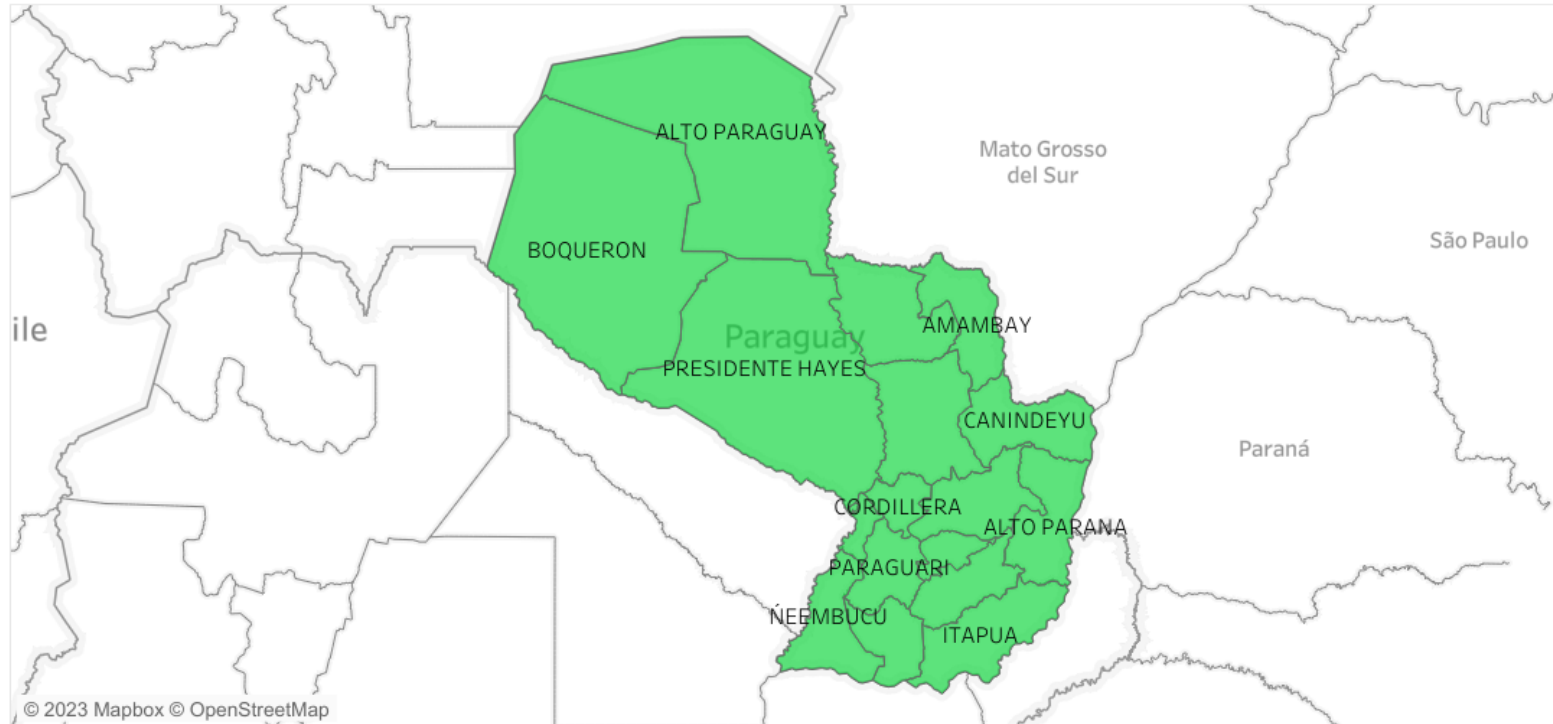 ALTO PARAGUAY
Mato Grosso
del Sur
São Paulo
BOQUERON
ile
AMAMBAY
Paraguay
PRESIDENTE HAYES
CANINDEYU
Paraná
CORDILLERA
ALTO PARANA
PARAGUARI
ŃEEMBUCU
ITAPUA
© 2023 Mapbox © OpenStreetMap